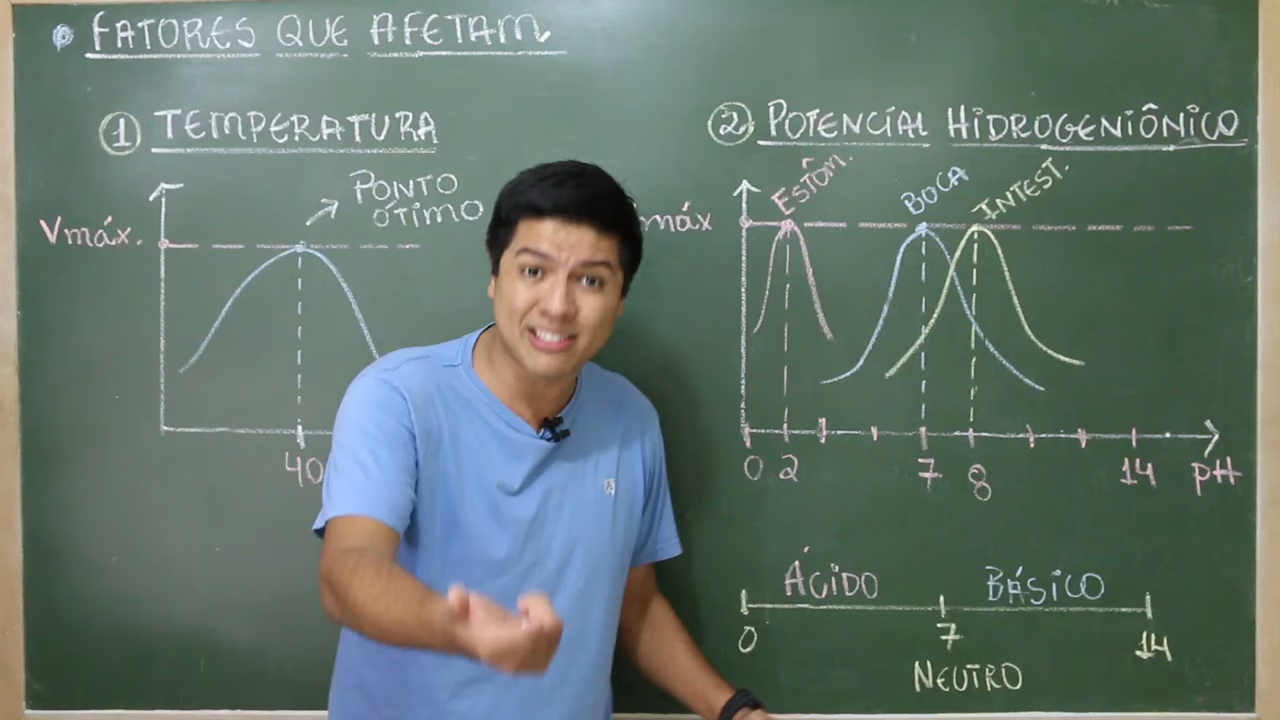 FATORES QUE AFETAM
1 TEMPERATURA
PONTO
ÓTIMO
Vmáx.
40
2 POTENCIAL HIDROGENIÔNICO
ESTÔM.
BOCA
INTEST.
máx
0 2 7 8 14 pH
ÁCIDO BÁSICO
0 7 14
NEUTRO